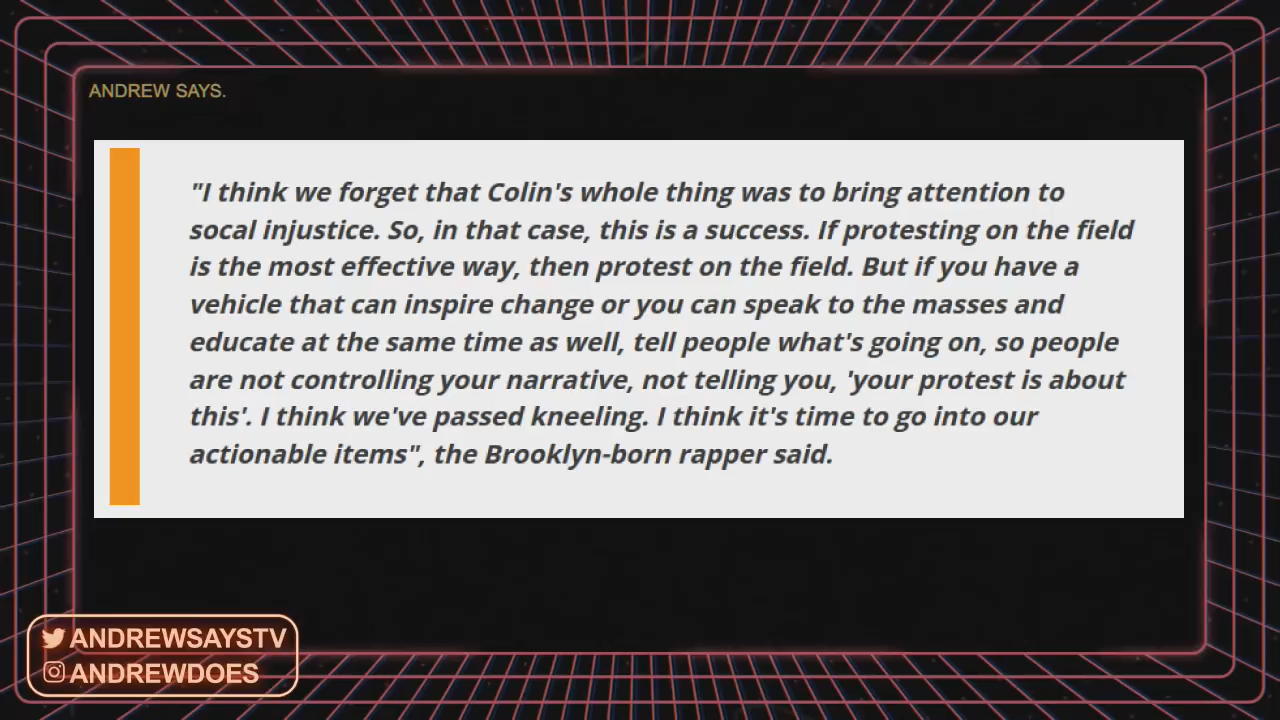 ANDREW SAYS.
"I think we forget that Colin's whole thing was to bring attention to
socal injustice. So, in that case, this is a success. If protesting on the field
is the most effective way, then protest on the field. But if you have a
vehicle that can inspire change or you can speak to the masses and
educate at the same time as well, tell people what's going on, so people
are not controlling your narrative, not telling you, 'your protest is about
this'. I think we've passed kneeling. I think it's time to go into our
actionable items", the Brooklyn-born rapper said.
ANDREWSAYSTV
ANDREWDOES